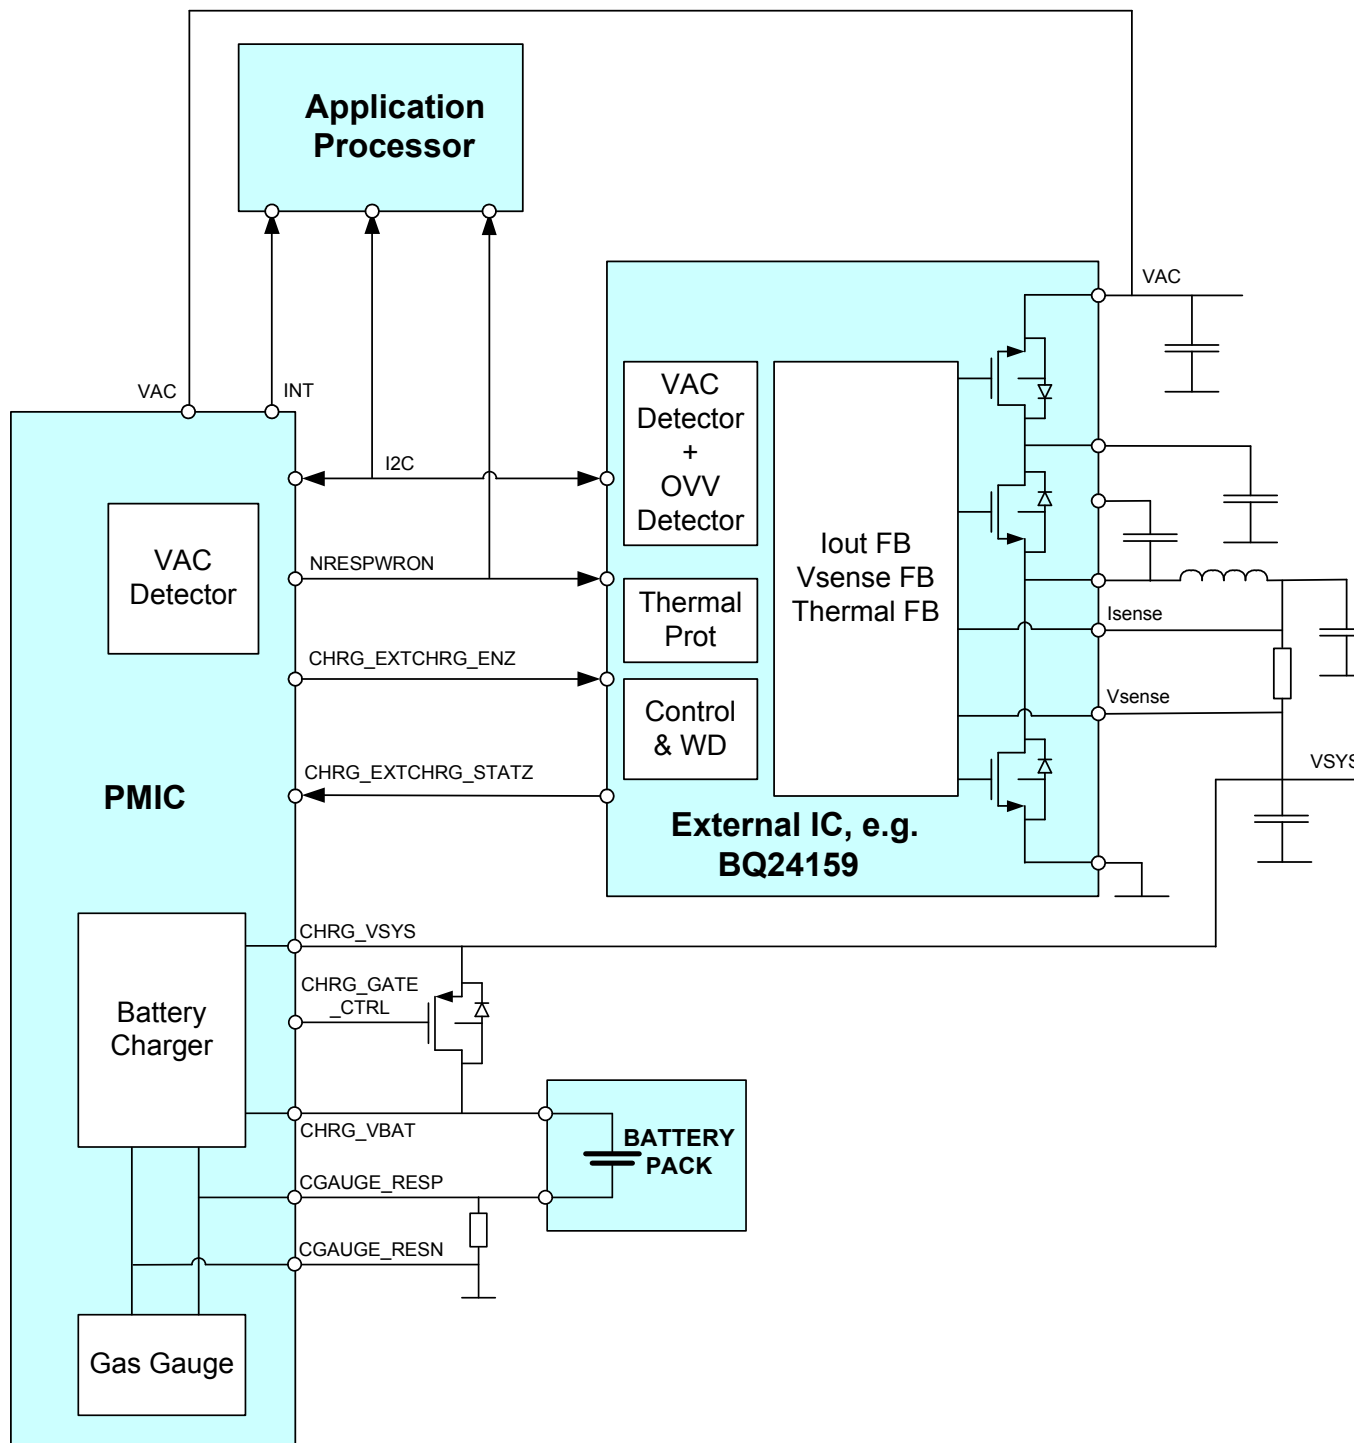 Application
Processor
VAC
VAC
INT
I2C
VAC
Detector
+
OVV
Detector
VAC
Detector
Iout FB
Vsense FB
Thermal FB
NRESPWRON
Thermal
Prot
Isense
CHRG_EXTCHRG_ENZ
Control
& WD
Vsense
CHRG_EXTCHRG_STATZ
VSYS
PMIC
External IC, e.g.
BQ24159
CHRG_VSYS
CHRG_GATE
_CTRL
Battery
Charger
CHRG_VBAT
BATTERY
PACK
CGAUGE_RESP
CGAUGE_RESN
Gas Gauge